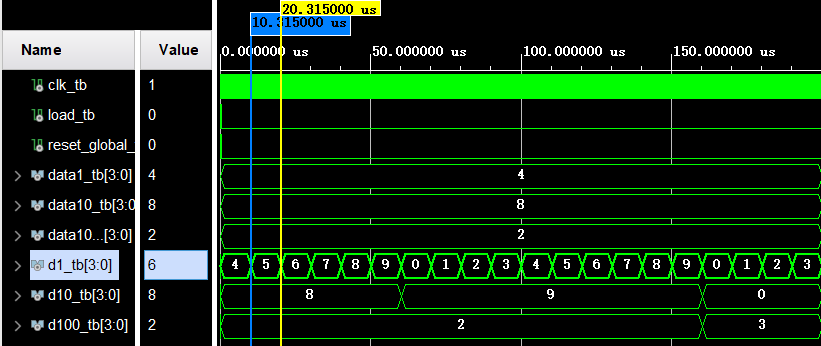 20.315000 us
10.315000 us
Name Value 0.000000 us 50.000000 us 100.000000 us 150.000000 us
clk_tb 1
load_tb 0
reset_global_ 0
data1_tb[3:0] 4 4
data10_tb[3:0 8 8
data10...[3:0] 2 2
d1_tb[3:0] 6 4 5 6 7 8 9 0 1 2 3 4 5 6 7 8 9 0 1 2 3
d10_tb[3:0] 8 8 9 0
d100_tb[3:0] 2 2 3